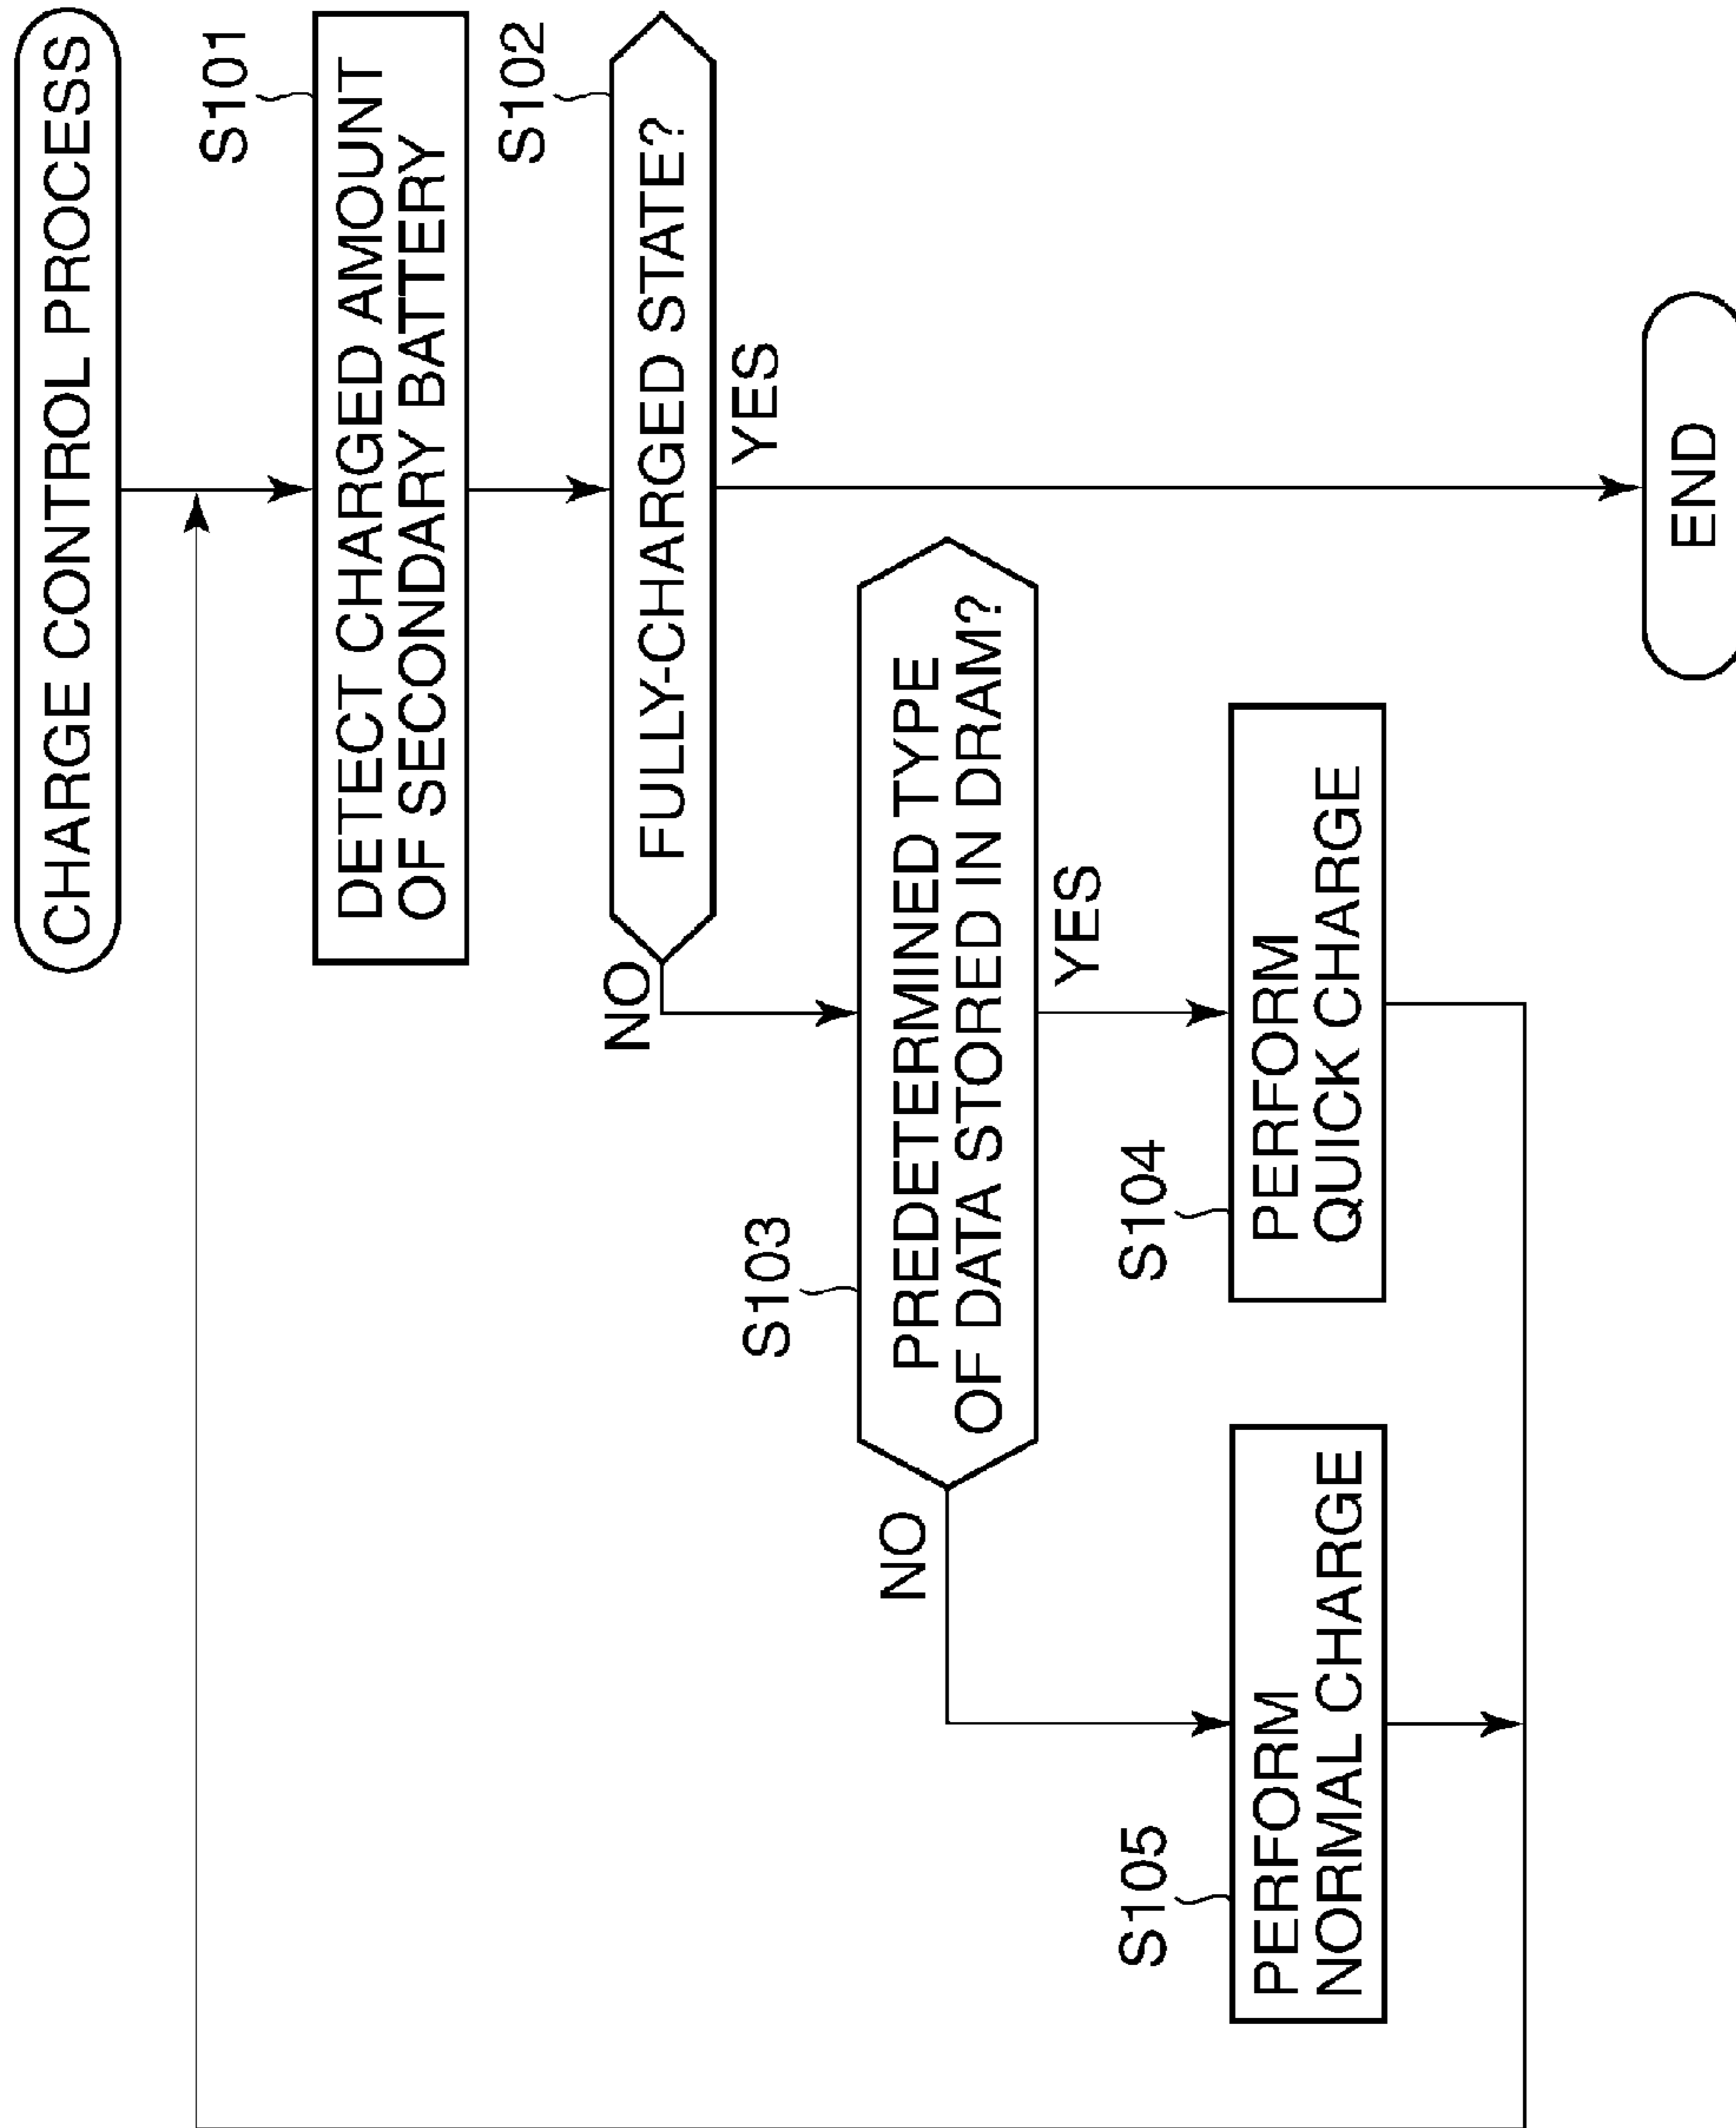 CHARGE CONTROL PROCESS
S101
DETECT CHARGED AMOUNT
OF SECONDARY BATTERY
S102
FULLY-CHARGED STATE?
NO
YES
S103
PREDETERMINED TYPE
OF DATA STORED IN DRAM?
NO
YES
S104
PERFORM
QUICK CHARGE
S105
PERFORM
NORMAL CHARGE
END